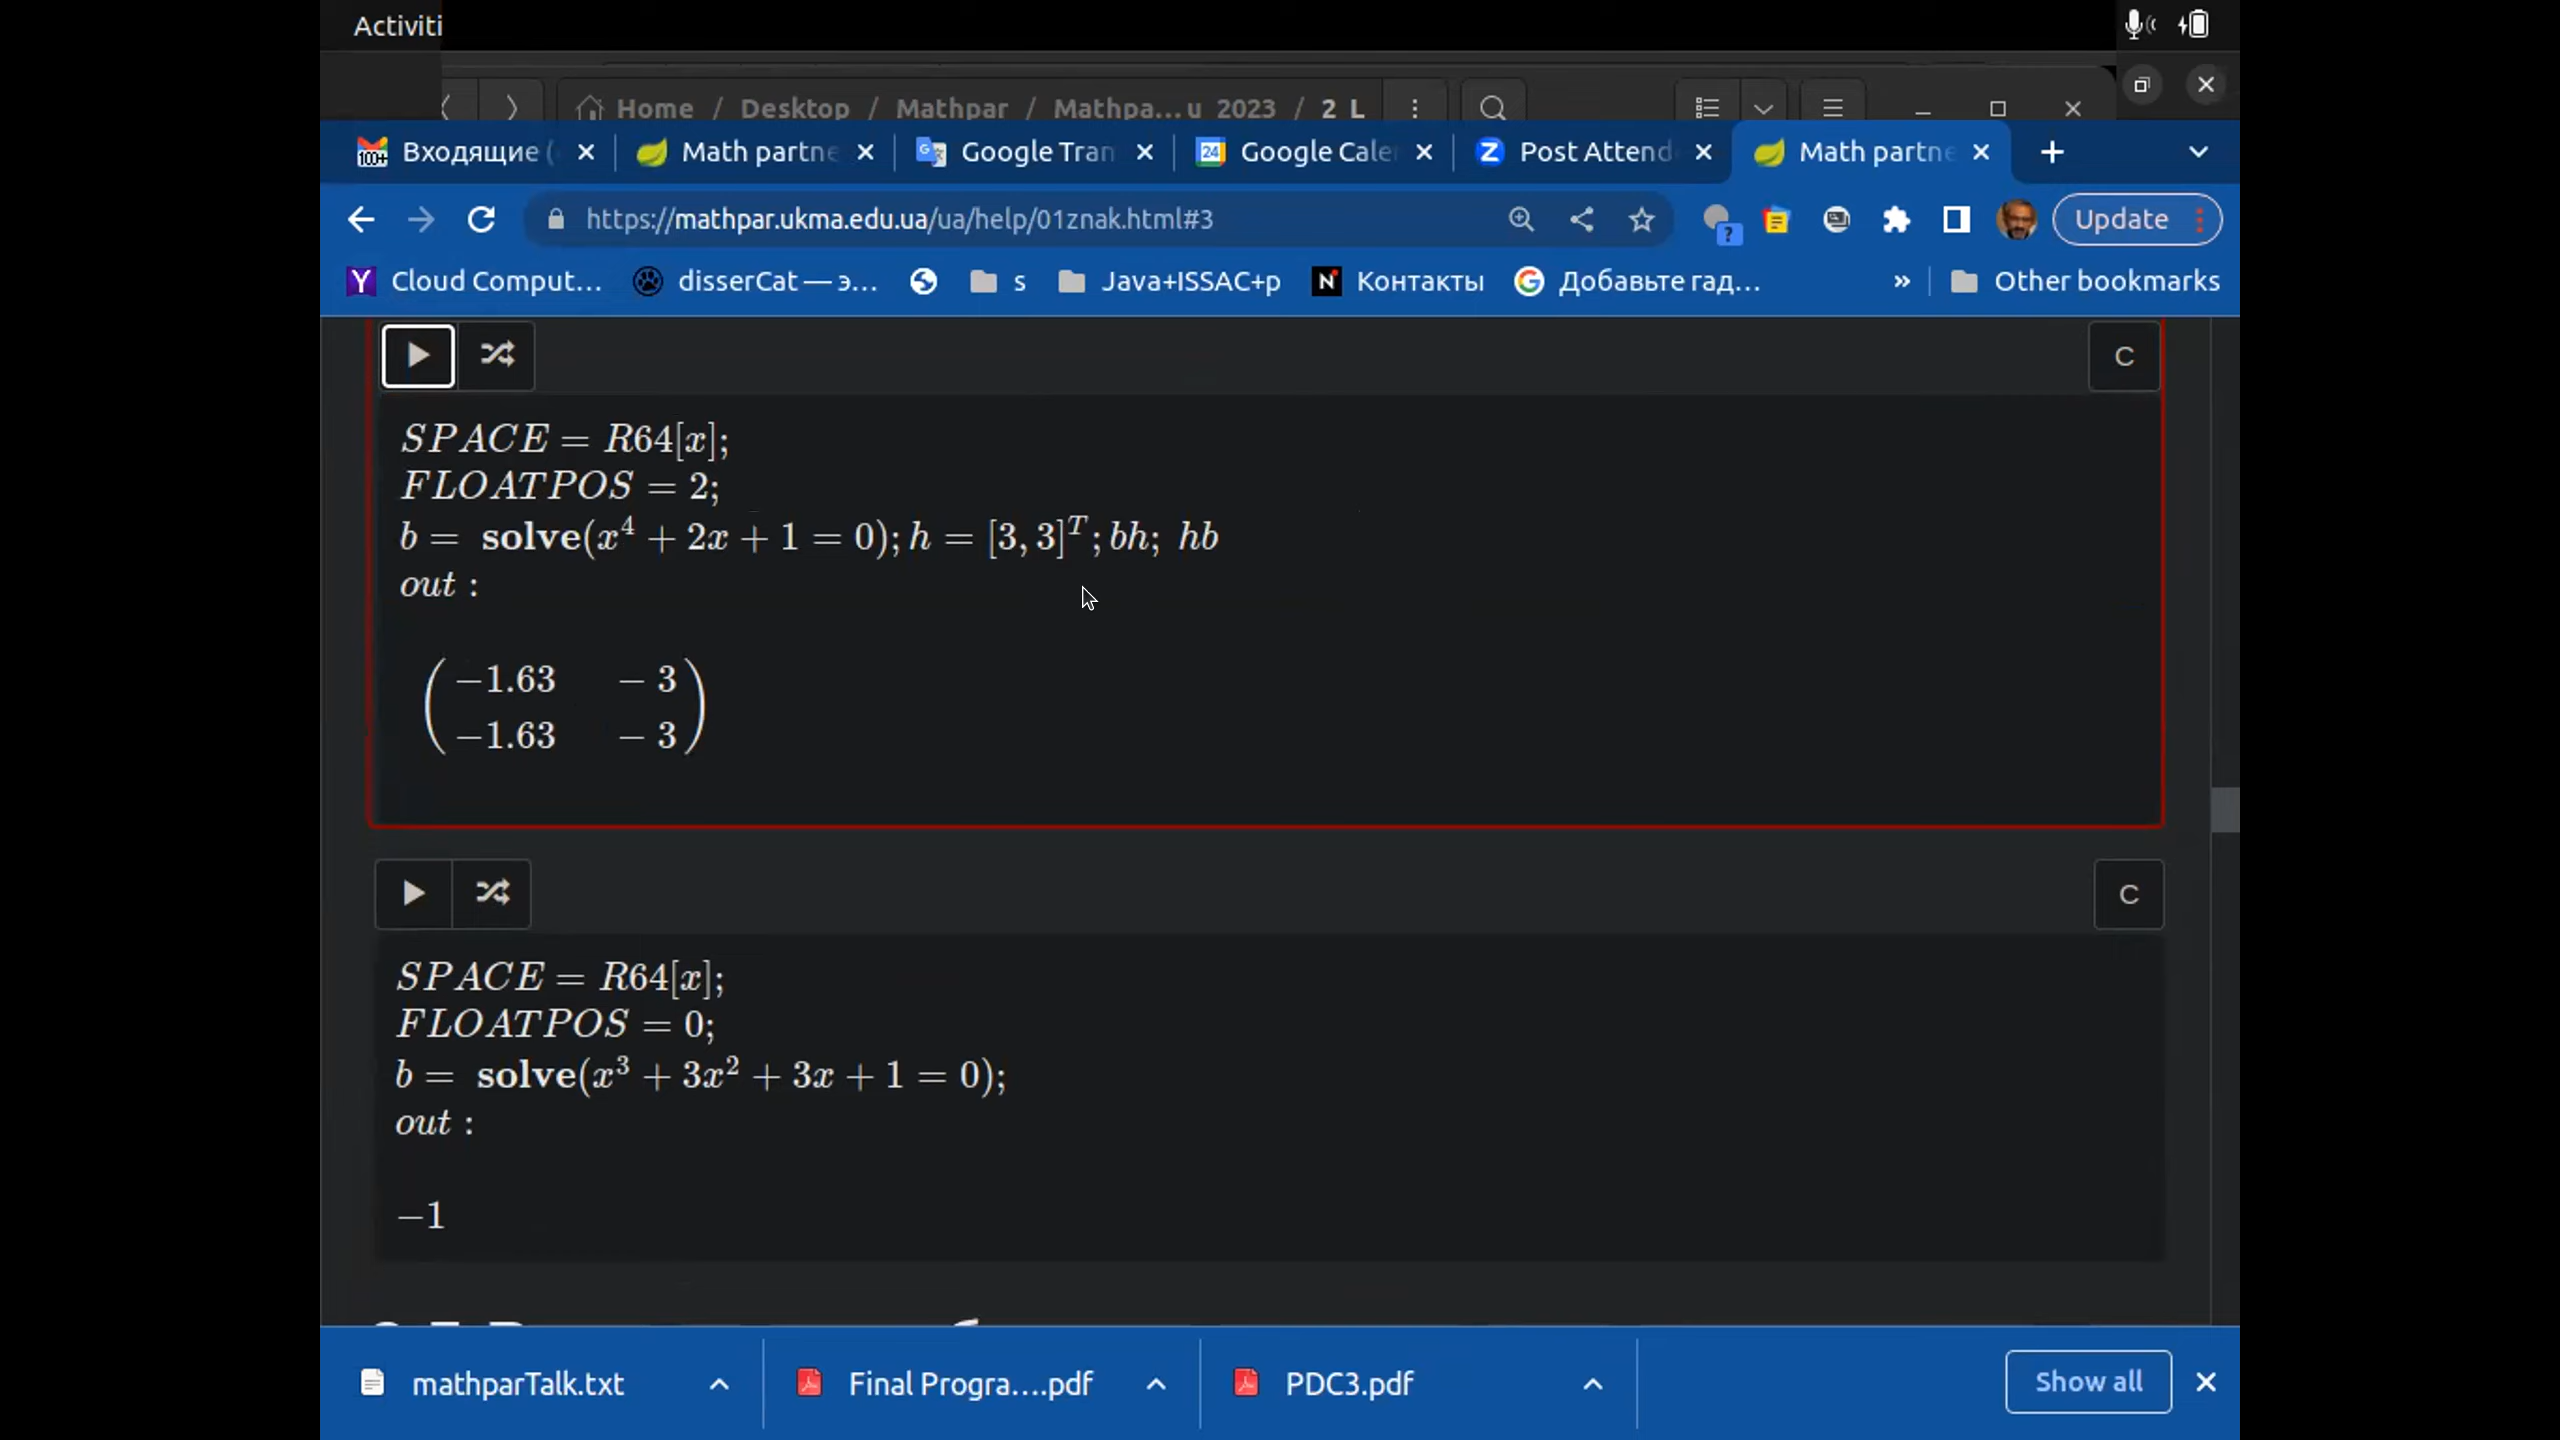 Activiti
Home / Desktop / Mathpar / Mathpa...u 2023 / 2 L
Входящие (
Math partne
Google Tran
Google Cale
Post Attend
Math partne
https://mathpar.ukma.edu.ua/ua/help/01znak.html#3
Update
Cloud Comput...
disserCat — э...
s
Java+ISSAC+p
Контакты
Добавьте гад...
Other bookmarks
C
SPACE = R64[x];
FLOATPOS = 2;
b = solve(x⁴ + 2x + 1 = 0); h = [3, 3]ᵀ; bh; hb
out :
−1.63 − 3
−1.63 − 3
C
SPACE = R64[x];
FLOATPOS = 0;
b = solve(x³ + 3x² + 3x + 1 = 0);
out :
−1
mathparTalk.txt
Final Progra....pdf
PDC3.pdf
Show all